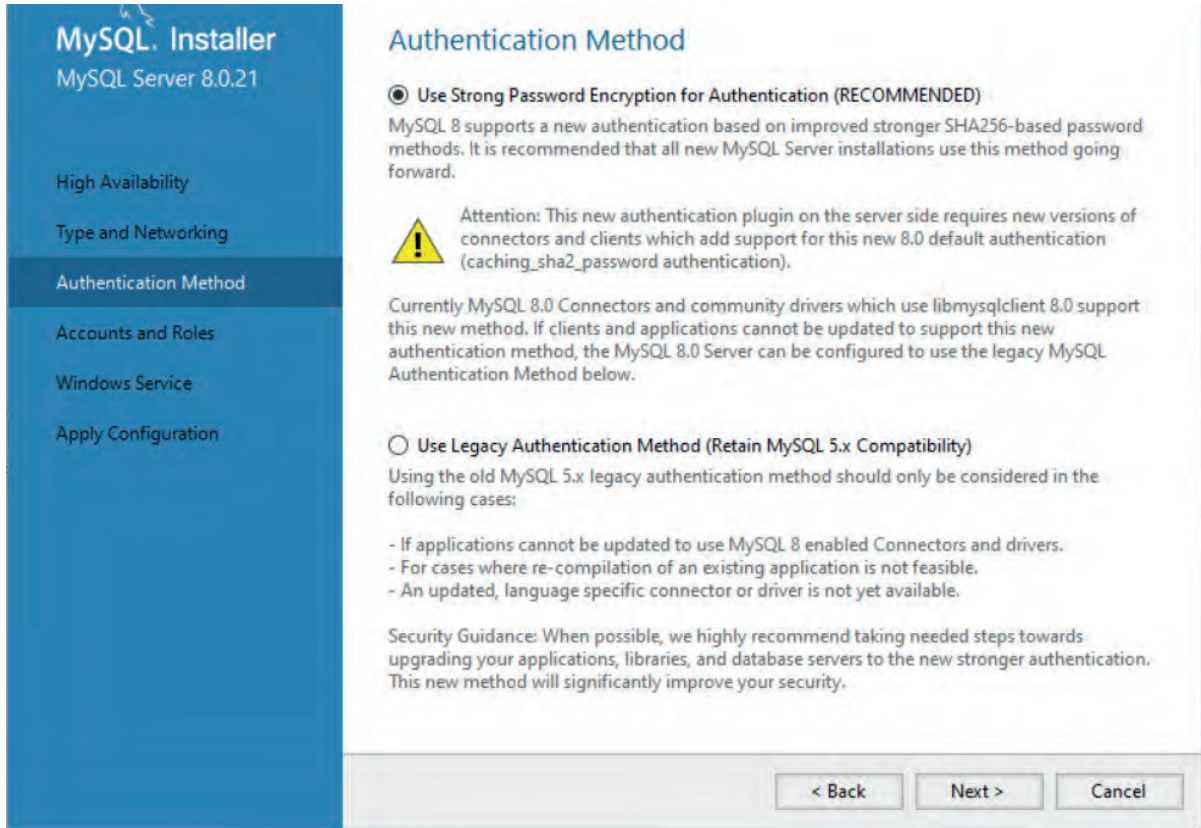 MySQL. Installer
MySQL Server 8.0.21
High Availability
Type and Networking
Authentication Method
Accounts and Roles
Windows Service
Apply Configuration
Authentication Method
Use Strong Password Encryption for Authentication (RECOMMENDED)
MySQL 8 supports a new authentication based on improved stronger SHA256-based password
methods. It is recommended that all new MySQL Server installations use this method going
forward.
Attention: This new authentication plugin on the server side requires new versions of
connectors and clients which add support for this new 8.0 default authentication
(caching_sha2_password authentication).
Currently MySQL 8.0 Connectors and community drivers which use libmysqlclient 8.0 support
this new method. If clients and applications cannot be updated to support this new
authentication method, the MySQL 8.0 Server can be configured to use the legacy MySQL
Authentication Method below.
Use Legacy Authentication Method (Retain MySQL 5.x Compatibility)
Using the old MySQL 5.x legacy authentication method should only be considered in the
following cases:
- If applications cannot be updated to use MySQL 8 enabled Connectors and drivers.
- For cases where re-compilation of an existing application is not feasible.
- An updated, language specific connector or driver is not yet available.
Security Guidance: When possible, we highly recommend taking needed steps towards
upgrading your applications, libraries, and database servers to the new stronger authentication.
This new method will significantly improve your security.
< Back
Next >
Cancel